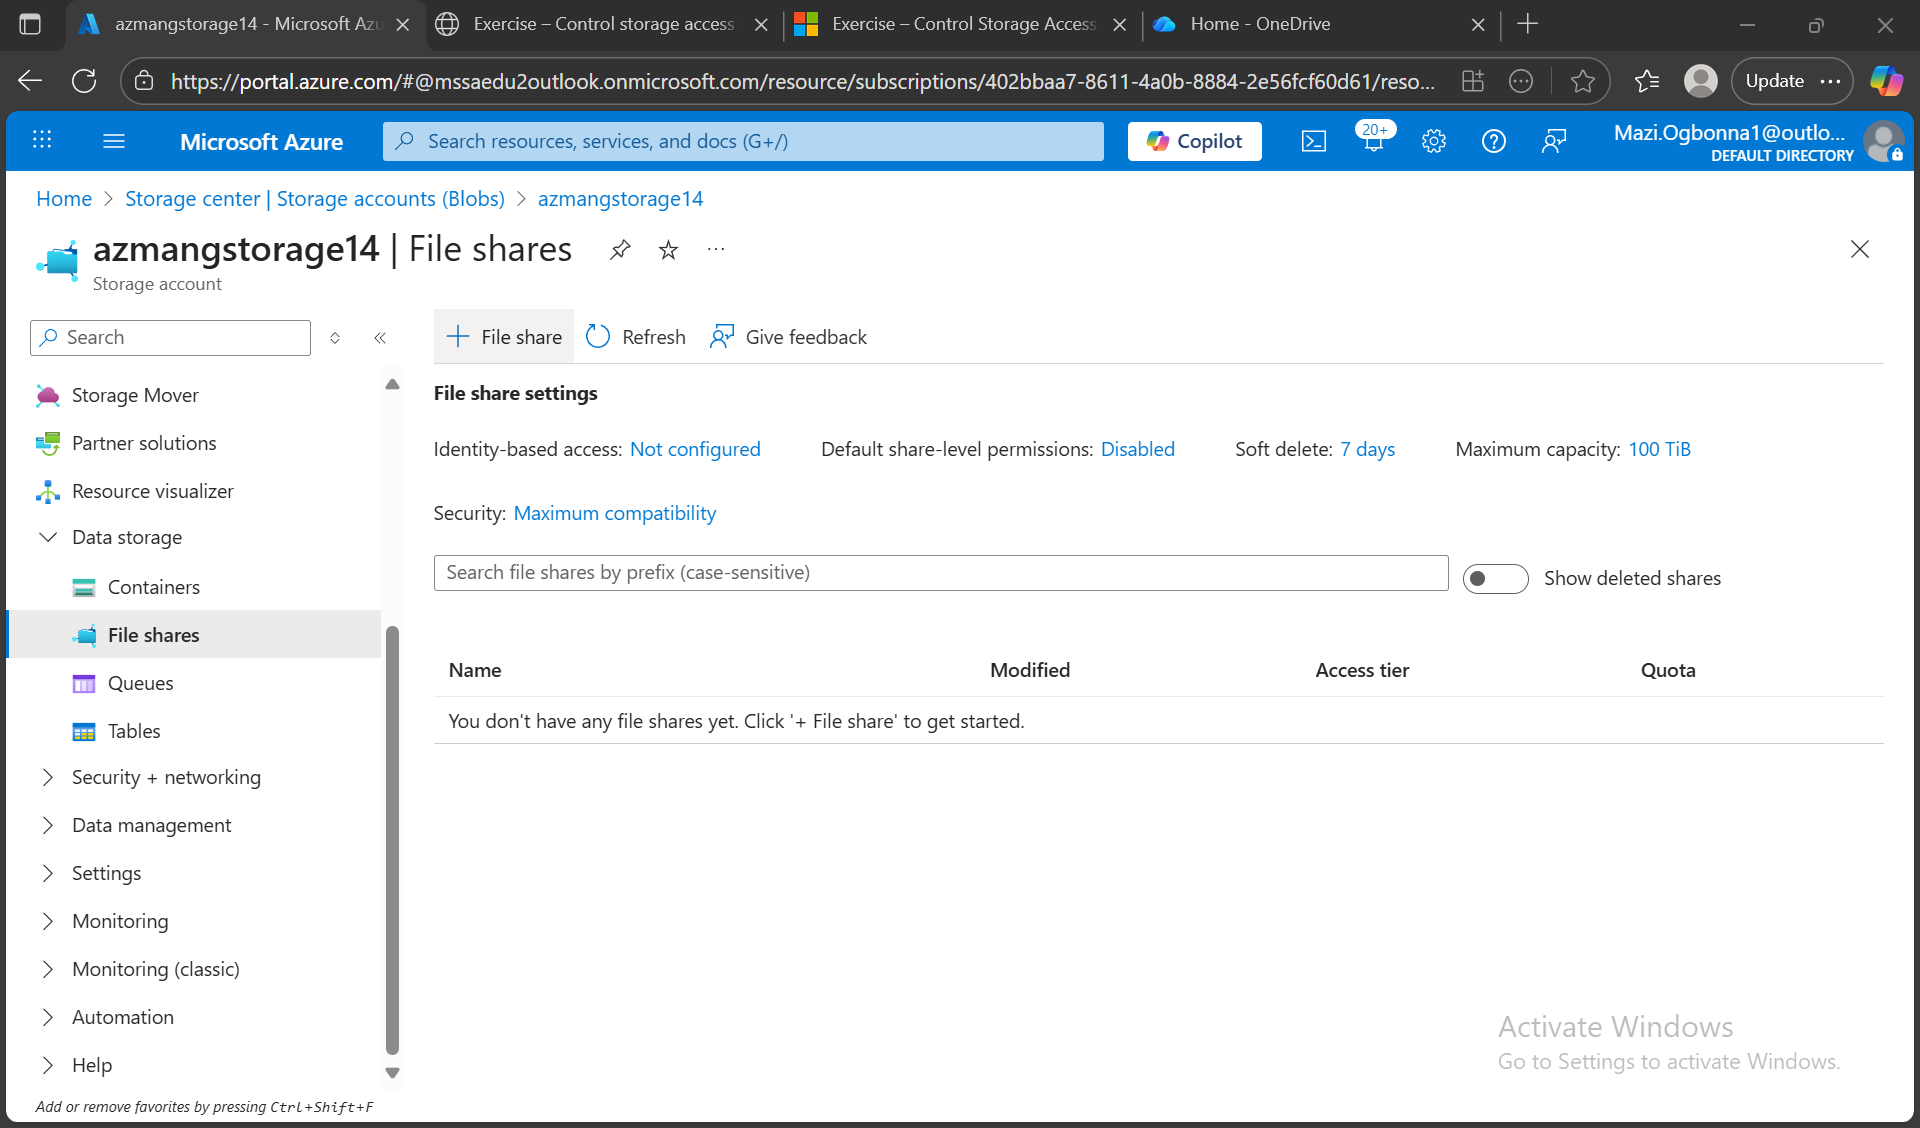 azmangstorage14 - Microsoft Azu
Exercise – Control storage access
Exercise – Control Storage Access
Home - OneDrive
https://portal.azure.com/#@mssaedu2outlook.onmicrosoft.com/resource/subscriptions/402bbaa7-8611-4a0b-8884-2e56fcf60d61/reso...
Update
Microsoft Azure
Search resources, services, and docs (G+/)
Copilot
20+
Mazi.Ogbonna1@outlo...
DEFAULT DIRECTORY
Home > Storage center | Storage accounts (Blobs) > azmangstorage14
azmangstorage14 | File shares
Storage account
Search
Storage Mover
Partner solutions
Resource visualizer
Data storage
Containers
File shares
Queues
Tables
Security + networking
Data management
Settings
Monitoring
Monitoring (classic)
Automation
Help
Add or remove favorites by pressing Ctrl+Shift+F
File share
Refresh
Give feedback
File share settings
Identity-based access: Not configured
Default share-level permissions: Disabled
Soft delete: 7 days
Maximum capacity: 100 TiB
Security: Maximum compatibility
Search file shares by prefix (case-sensitive)
Show deleted shares
Name Modified Access tier Quota
You don't have any file shares yet. Click '+ File share' to get started.
Activate Windows
Go to Settings to activate Windows.